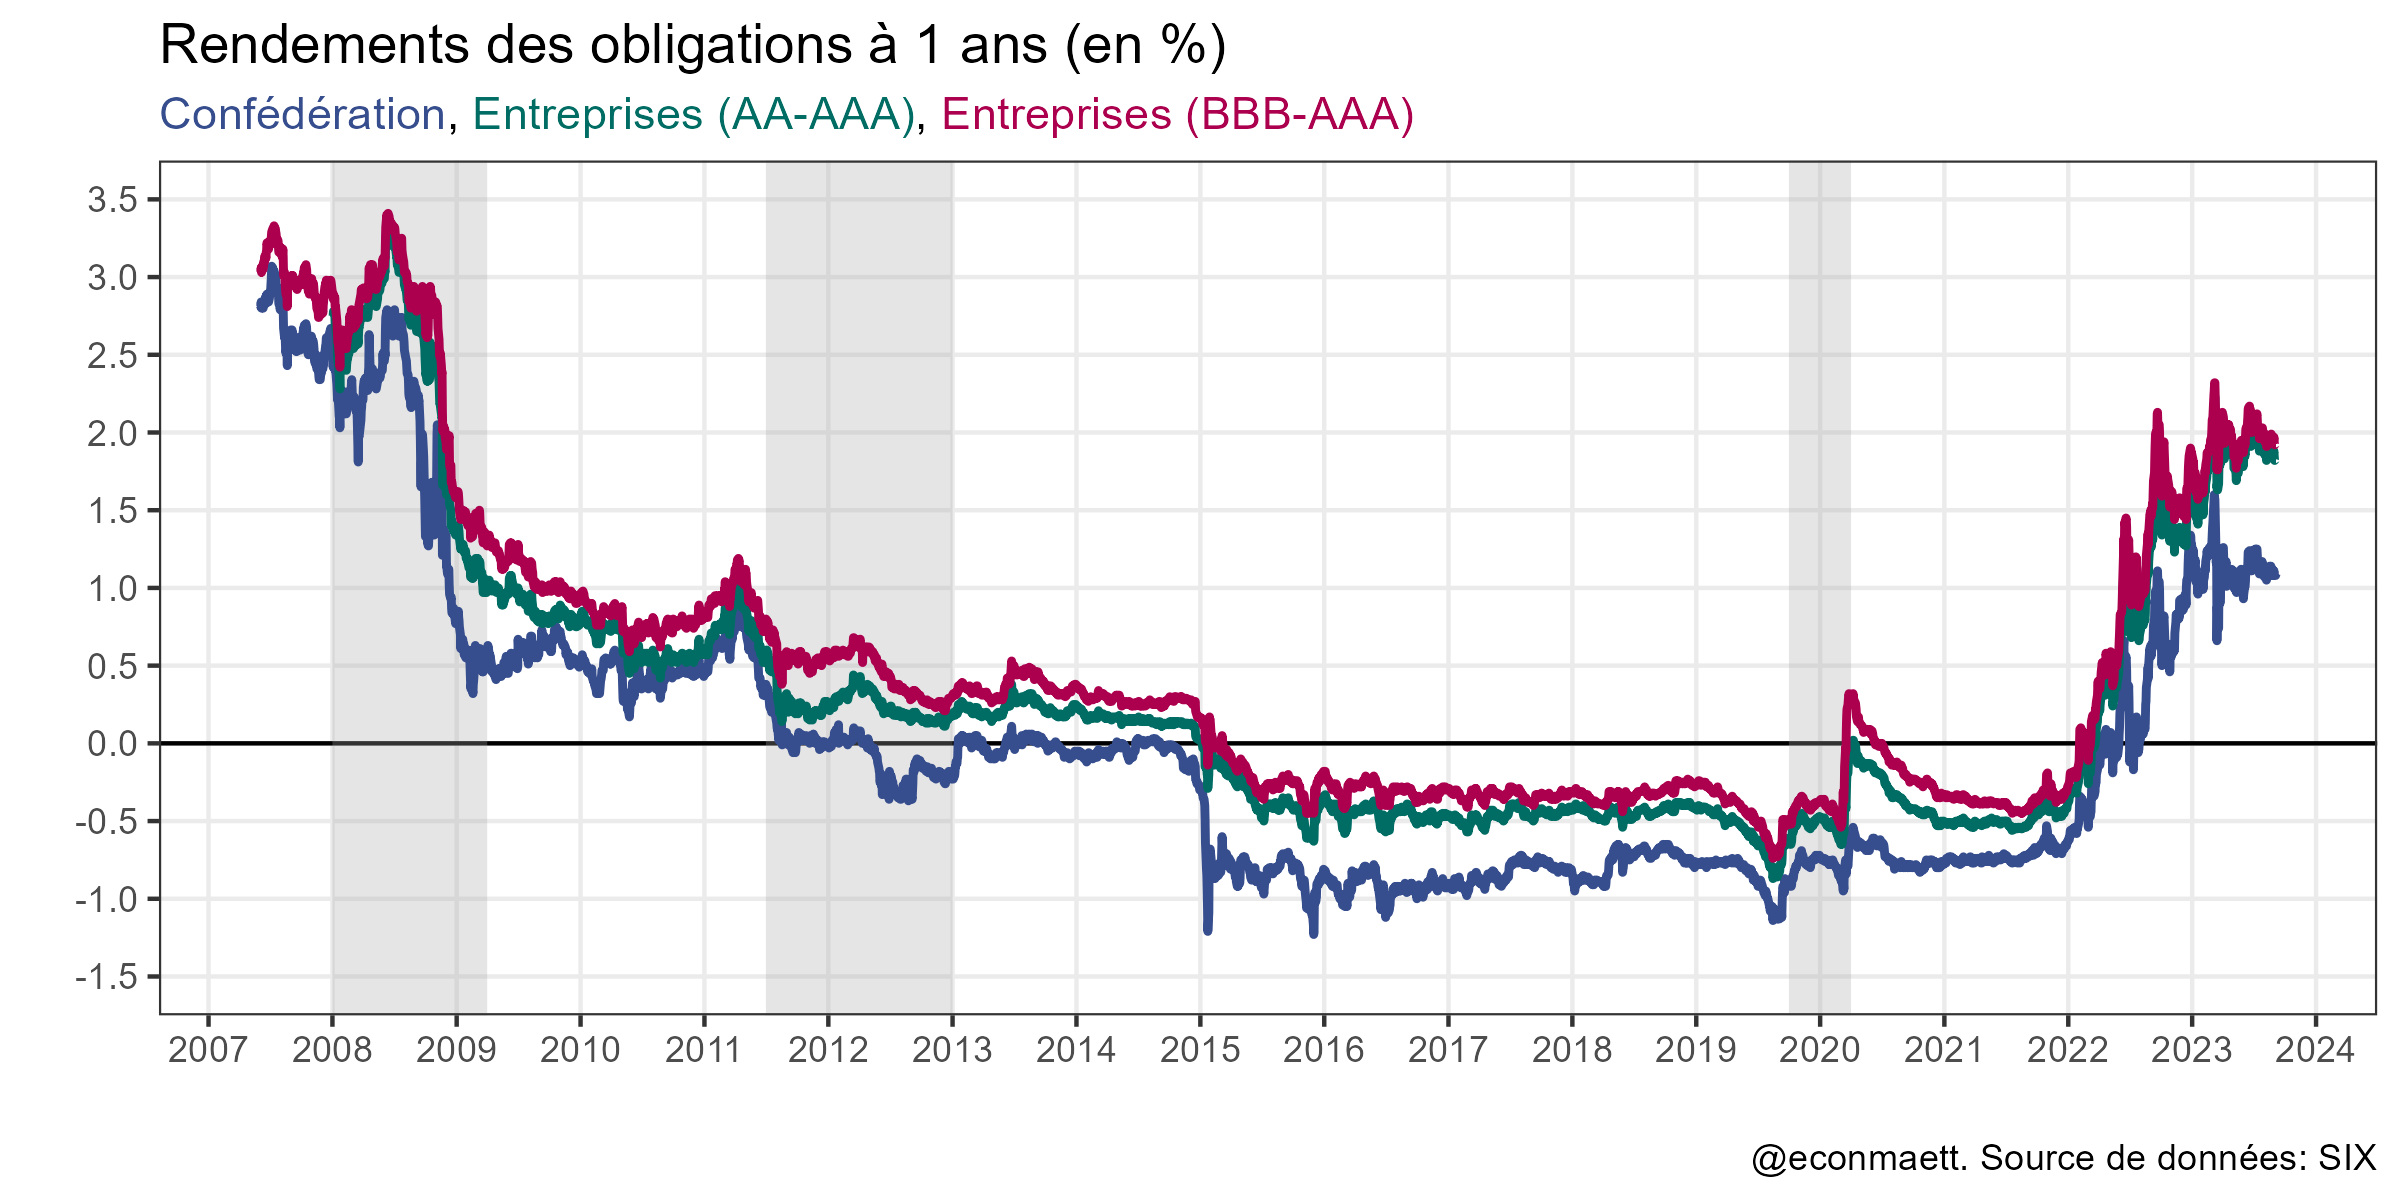 Rendements des obligations à 1 ans (en %)
Confédération, Entreprises (AA-AAA), Entreprises (BBB-AAA)
3.5
3.0
2.5
2.0
1.5
1.0
0.5
0.0
-0.5
-1.0
-1.5
2007 2008 2009 2010 2011 2012 2013 2014 2015 2016 2017 2018 2019 2020 2021 2022 2023 2024
@econmaett. Source de données: SIX